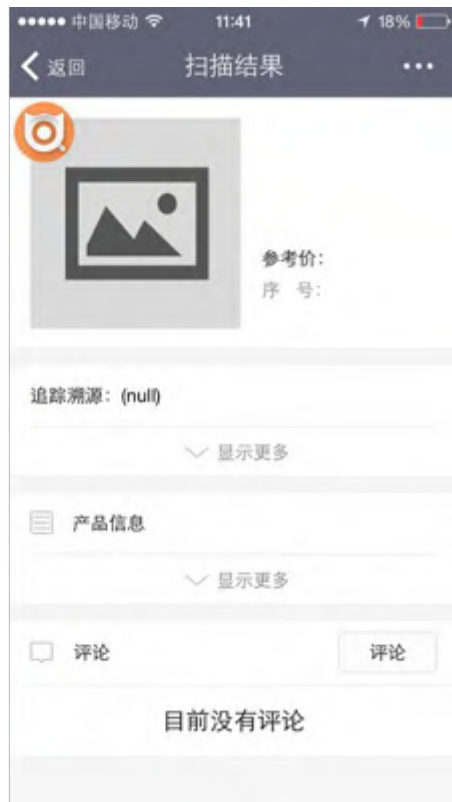 中国移动 11:41 18%
返回 扫描结果
参考价:
序 号:
追踪溯源: (null)
显示更多
产品信息
显示更多
评论 评论
目前没有评论